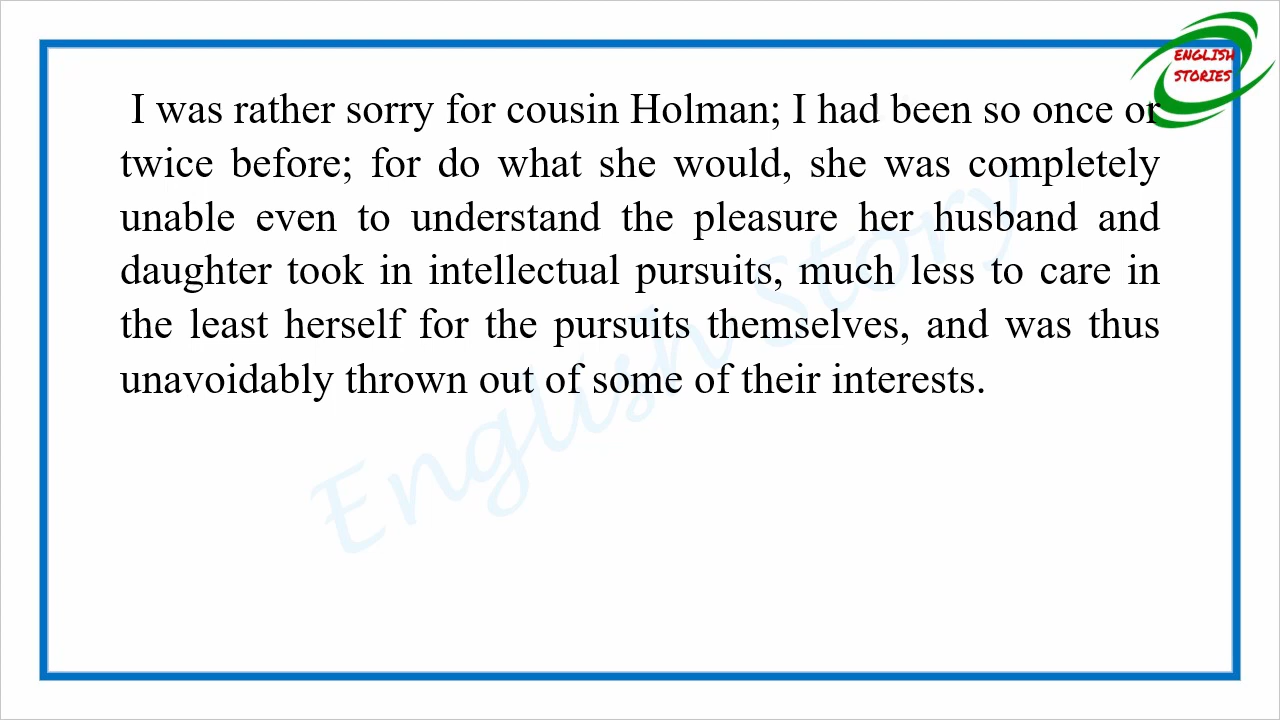 ENGLISH
STORIES
I was rather sorry for cousin Holman; I had been so once or
twice before; for do what she would, she was completely
unable even to understand the pleasure her husband and
daughter took in intellectual pursuits, much less to care in
the least herself for the pursuits themselves, and was thus
unavoidably thrown out of some of their interests.
English Story